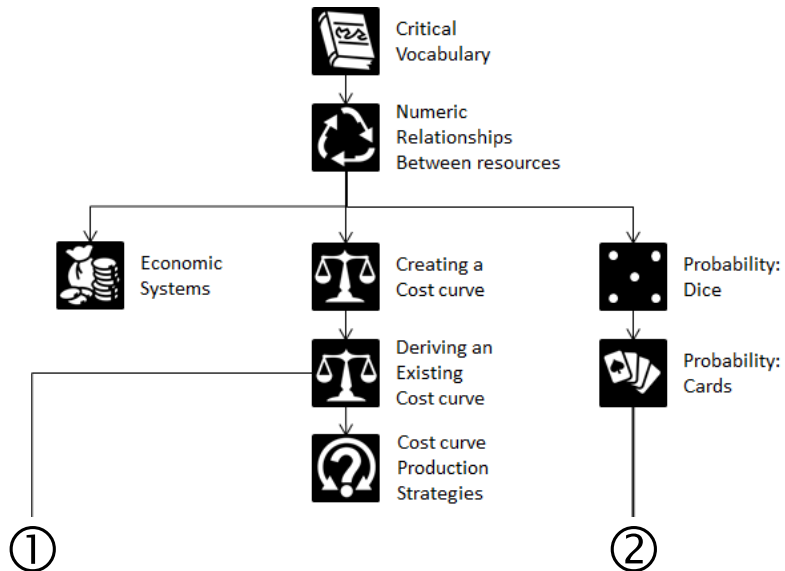 Critical
Vocabulary
Numeric
Relationships
Between resources
Economic
Systems
Creating a
Cost curve
Probability:
Dice
Deriving an
Existing
Cost curve
Probability:
Cards
Cost curve
Production
Strategies
①
②